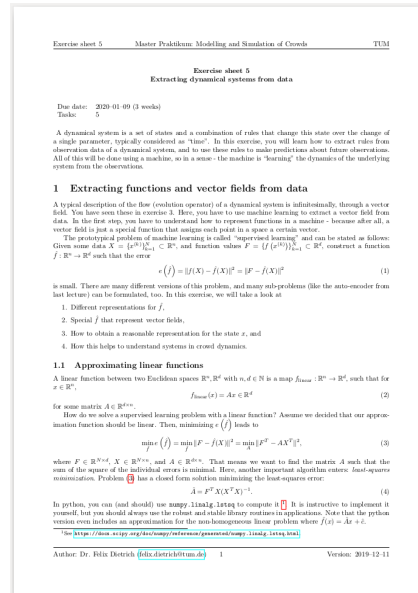 Exercise sheet 5 Master Praktikum: Modelling and Simulation of Crowds TUM
Exercise sheet 5
Extracting dynamical systems from data
Due date: 2020-01-09 (3 weeks)
Tasks: 5
A dynamical system is a set of states and a combination of rules that change this state over the change of
a single parameter, typically considered as “time”. In this exercise, you will learn how to extract rules from
observation data of a dynamical system, and to use these rules to make predictions about future observations.
All of this will be done using a machine, so in a sense - the machine is “learning” the dynamics of the underlying
system from the observations.
1 Extracting functions and vector fields from data
A typical description of the flow (evolution operator) of a dynamical system is infinitesimally, through a vector
field. You have seen these in exercise 3. Here, you have to use machine learning to extract a vector field from
data. In the first step, you have to understand how to represent functions in a machine - because after all, a
vector field is just a special function that assigns each point in a space a certain vector.
The prototypical problem of machine learning is called “supervised learning” and can be stated as follows:
Given some data X = {x^(k)}_{k=1}^N ⊂ R^n, and function values F = {f(x^(k))}_{k=1}^N ⊂ R^d, construct a function
f̂ : R^n → R^d such that the error
e(f̂) = ||f(X) − f̂(X)||² = ||F − f̂(X)||² (1)
is small. There are many different versions of this problem, and many sub-problems (like the auto-encoder from
last lecture) can be formulated, too. In this exercise, we will take a look at
1. Different representations for f̂,
2. Special f̂ that represent vector fields,
3. How to obtain a reasonable representation for the state x, and
4. How this helps to understand systems in crowd dynamics.
1.1 Approximating linear functions
A linear function between two Euclidean spaces R^n, R^d with n, d ∈ N is a map f_linear : R^n → R^d, such that for
x ∈ R^n,
f_linear(x) = Ax ∈ R^d (2)
for some matrix A ∈ R^{d×n}.
How do we solve a supervised learning problem with a linear function? Assume we decided that our approx-
imation function should be linear. Then, minimizing e(f̂) leads to
min_f̂ e(f̂) = min_f̂ ||F − f̂(X)||² = min_A ||F^T − AX^T||², (3)
where F ∈ R^{N×d}, X ∈ R^{N×n}, and A ∈ R^{d×n}. That means we want to find the matrix A such that the
sum of the square of the individual errors is minimal. Here, another important algorithm enters: least-squares
minimization. Problem (3) has a closed form solution minimizing the least-squares error:
Â = F^T X(X^T X)^{−1}. (4)
In python, you can (and should) use numpy.linalg.lstsq to compute it ¹. It is instructive to implement it
yourself, but you should always use the robust and stable library routines in applications. Note that the python
version even includes an approximation for the non-homogeneous linear problem where f̂(x) = Âx + ĉ.
¹See https://docs.scipy.org/doc/numpy/reference/generated/numpy.linalg.lstsq.html
Author: Dr. Felix Dietrich (felix.dietrich@tum.de) 1 Version: 2019-12-11